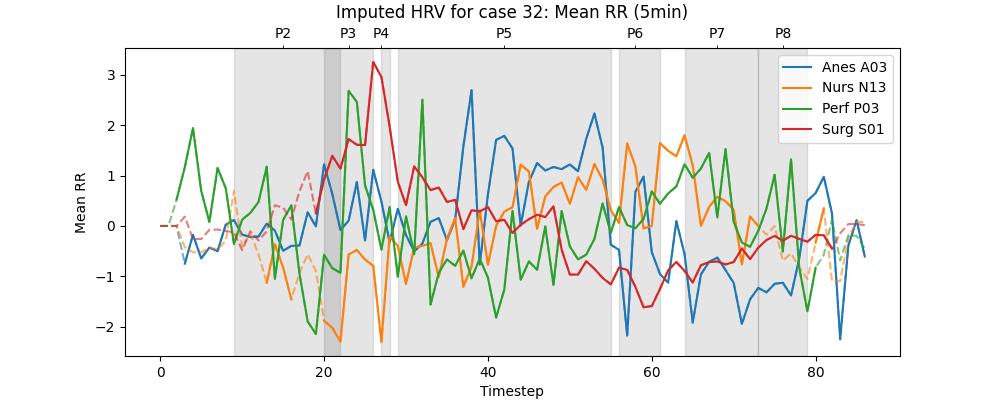 Imputed HRV for case 32: Mean RR (5min)
P2 P3 P4 P5 P6 P7 P8
Anes A03
Nurs N13
Perf P03
Surg S01
Mean RR
3
2
1
0
−1
−2
0 20 40 60 80
Timestep